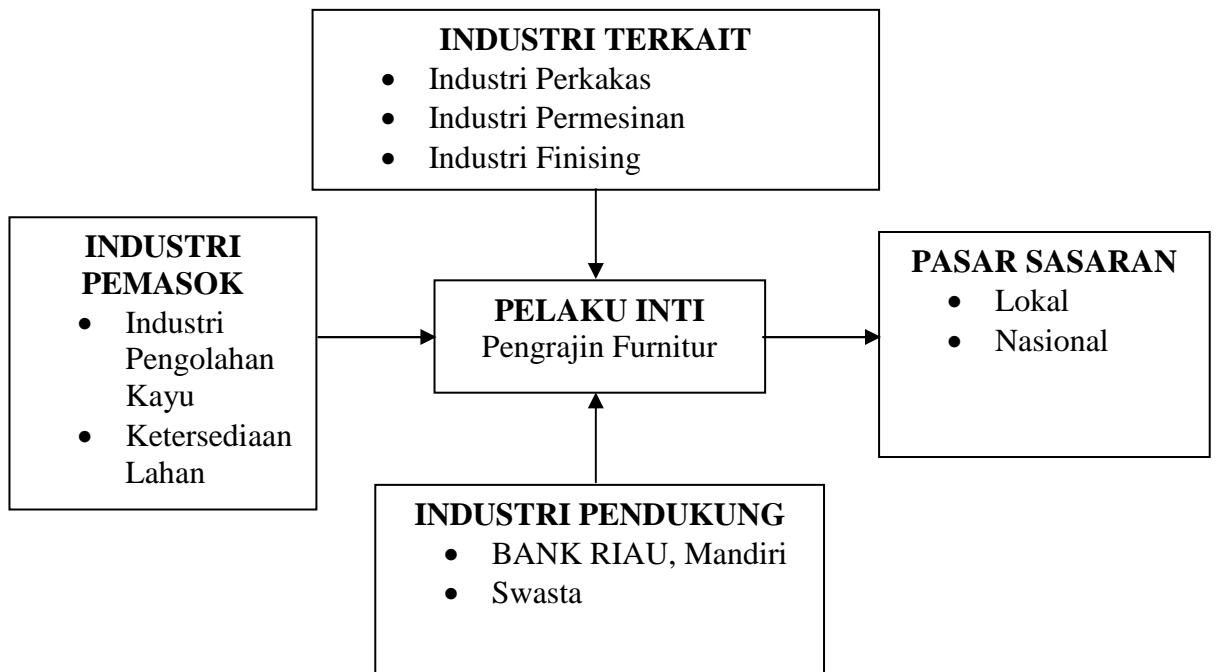 INDUSTRI TERKAIT
• Industri Perkakas
• Industri Permesinan
• Industri Finising
INDUSTRI
PEMASOK
• Industri
Pengolahan
Kayu
• Ketersediaan
Lahan
PELAKU INTI
Pengrajin Furnitur
PASAR SASARAN
• Lokal
• Nasional
INDUSTRI PENDUKUNG
• BANK RIAU, Mandiri
• Swasta